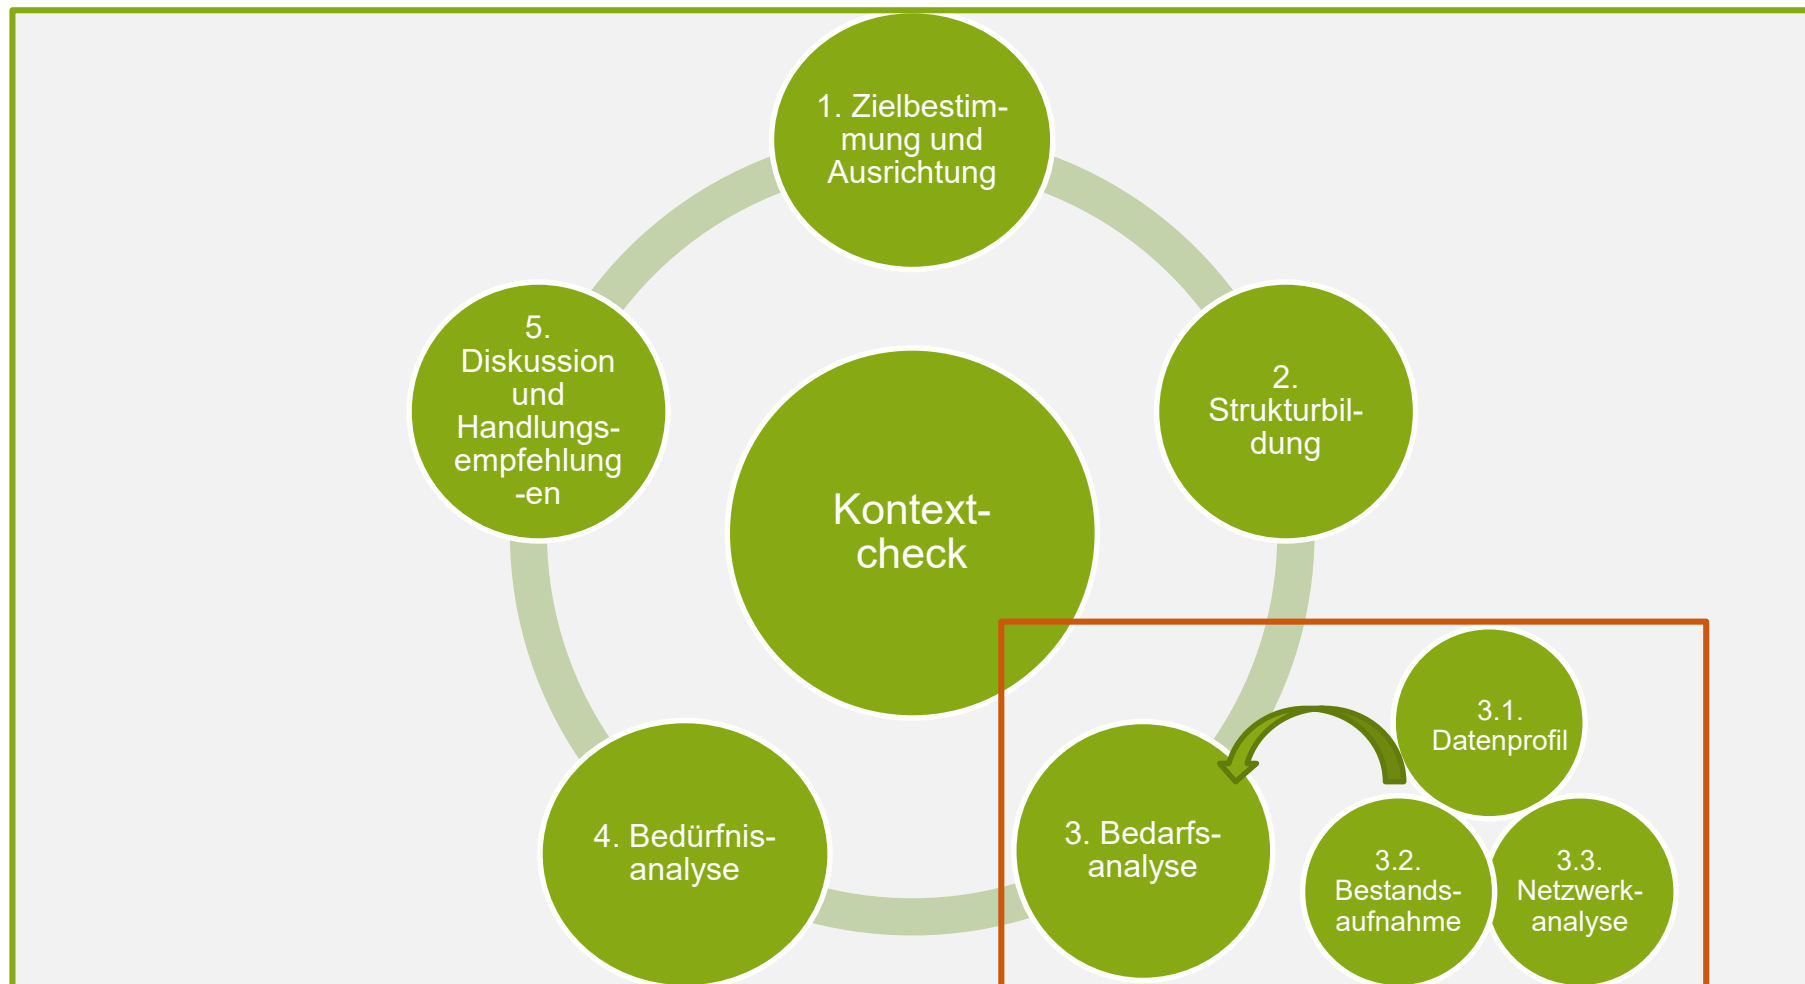 1. Zielbestim-
mung und
Ausrichtung
2.
Strukturbil-
dung
3. Bedarfs-
analyse
3.1.
Datenprofil
3.2.
Bestands-
aufnahme
3.3.
Netzwerk-
analyse
4. Bedürfnis-
analyse
5.
Diskussion
und
Handlungs-
empfehlung
-en
Kontext-
check